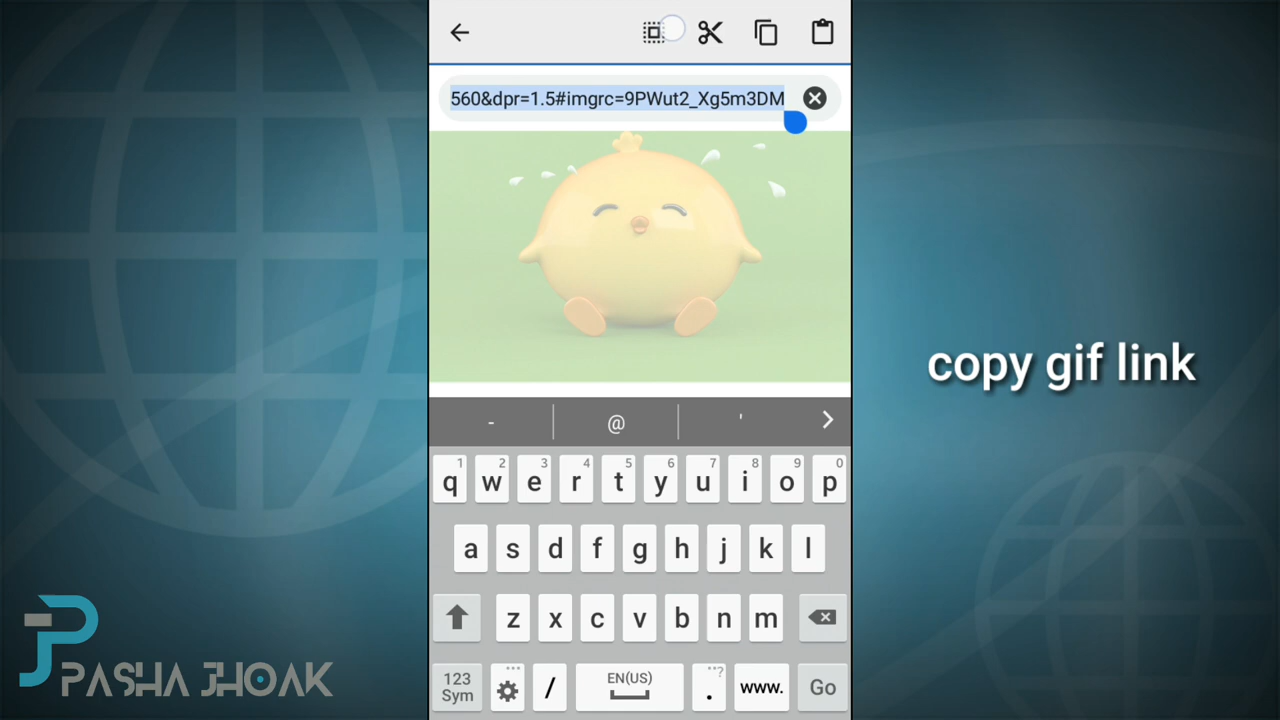 560&dpr=1.5#imgrc=9PWut2_Xg5m3DM
copy gif link
- @ '
1 2 3 4 5 6 7 8 9 0
q w e r t y u i o p
a s d f g h j k l
z x c v b n m
123
Sym
/
EN(US)
...
. ,,?
www.
Go
PASHA JHOAK